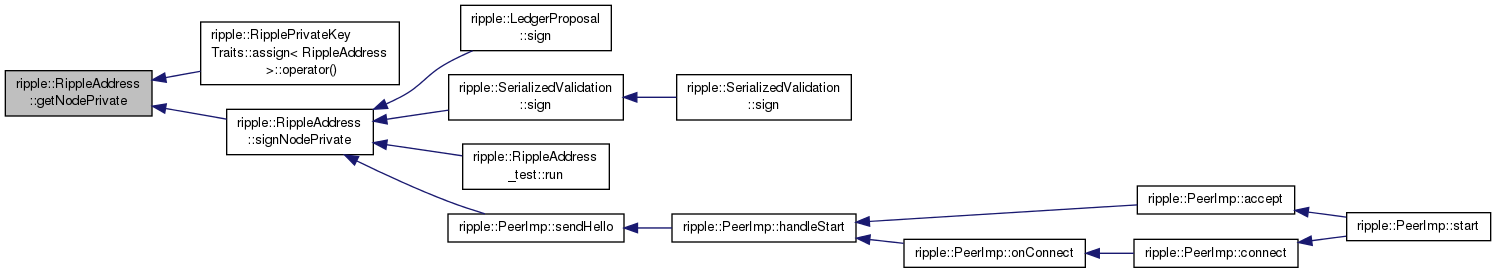 ripple::RippleAddress
::getNodePrivate
ripple::RipplePrivateKey
Traits::assign< RippleAddress
>::operator()
ripple::RippleAddress
::signNodePrivate
ripple::LedgerProposal
::sign
ripple::SerializedValidation
::sign
ripple::SerializedValidation
::sign
ripple::RippleAddress
_test::run
ripple::PeerImp::sendHello
ripple::PeerImp::handleStart
ripple::PeerImp::accept
ripple::PeerImp::onConnect
ripple::PeerImp::connect
ripple::PeerImp::start